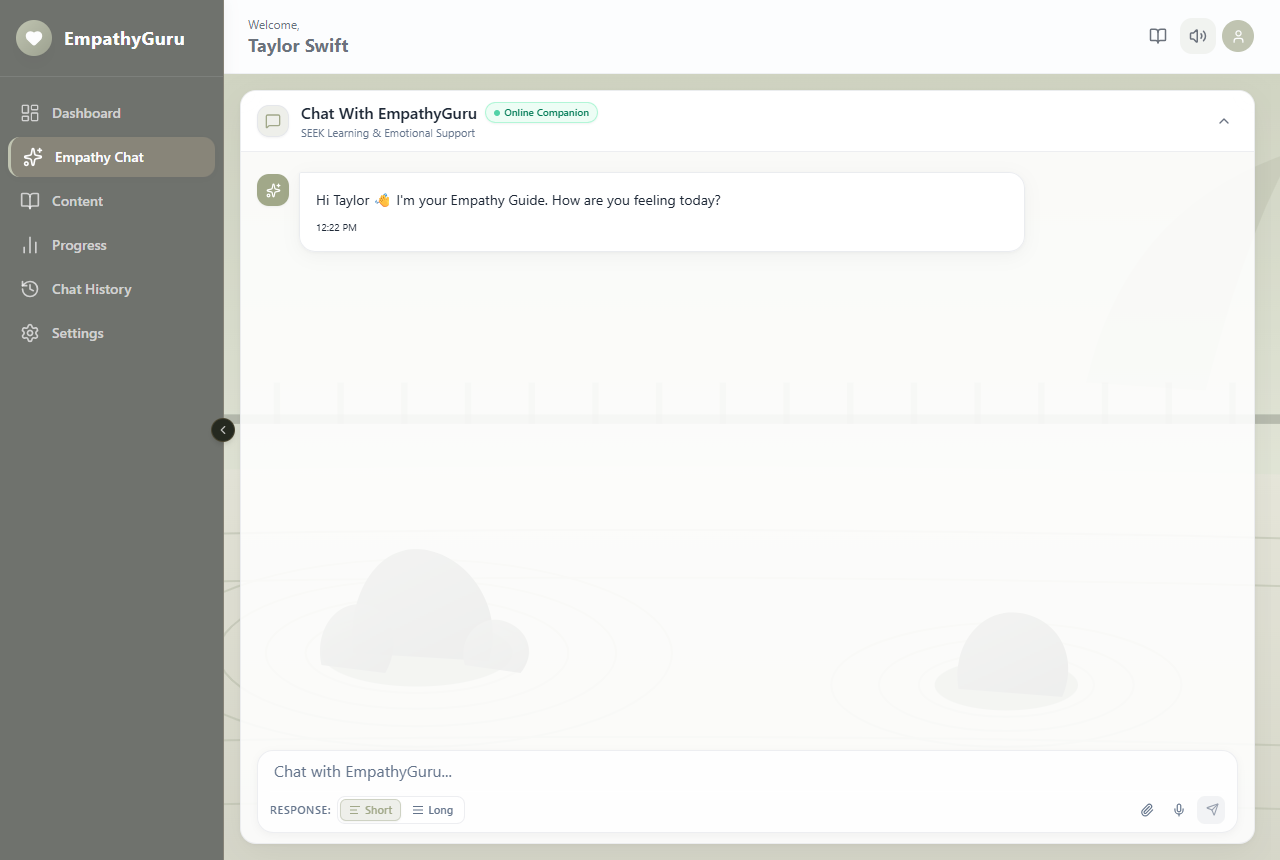 EmpathyGuru
Dashboard
Empathy Chat
Content
Progress
Chat History
Settings
Welcome,
Taylor Swift
Chat With EmpathyGuru
Online Companion
SEEK Learning & Emotional Support
Hi Taylor 👋 I'm your Empathy Guide. How are you feeling today?
12:22 PM
Chat with EmpathyGuru...
RESPONSE: Short Long